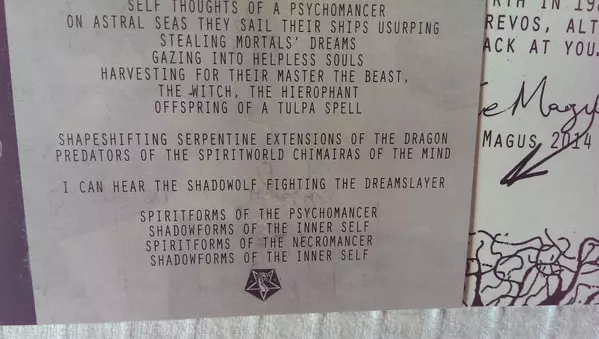 SELF THOUGHTS OF A PSYCHOMANCER
ON ASTRAL SEAS THEY SAIL THEIR SHIPS USURPING
STEALING MORTALS' DREAMS
GAZING INTO HELPLESS SOULS
HARVESTING FOR THEIR MASTER THE BEAST,
THE WITCH, THE HIEROPHANT
OFFSPRING OF A TULPA SPELL
SHAPESHIFTING SERPENTINE EXTENSIONS OF THE DRAGON
PREDATORS OF THE SPIRITWORLD CHIMAIRAS OF THE MIND
I CAN HEAR THE SHADOWOLF FIGHTING THE DREAMSLAYER
SPIRITFORMS OF THE PSYCHOMANCER
SHADOWFORMS OF THE INNER SELF
SPIRITFORMS OF THE NECROMANCER
SHADOWFORMS OF THE INNER SELF
IN
REVOS, ALT
ACK AT YOU.
MAGUS 2014